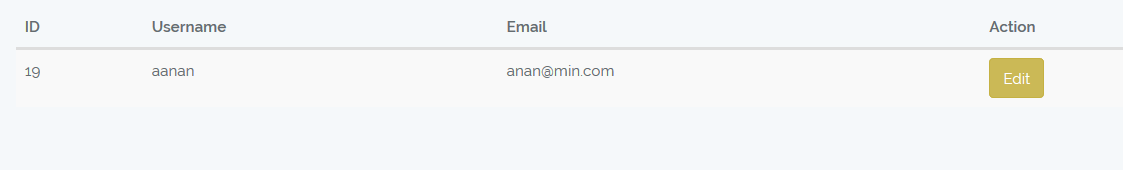 ID Username Email Action
19 aanan anan@min.com Edit